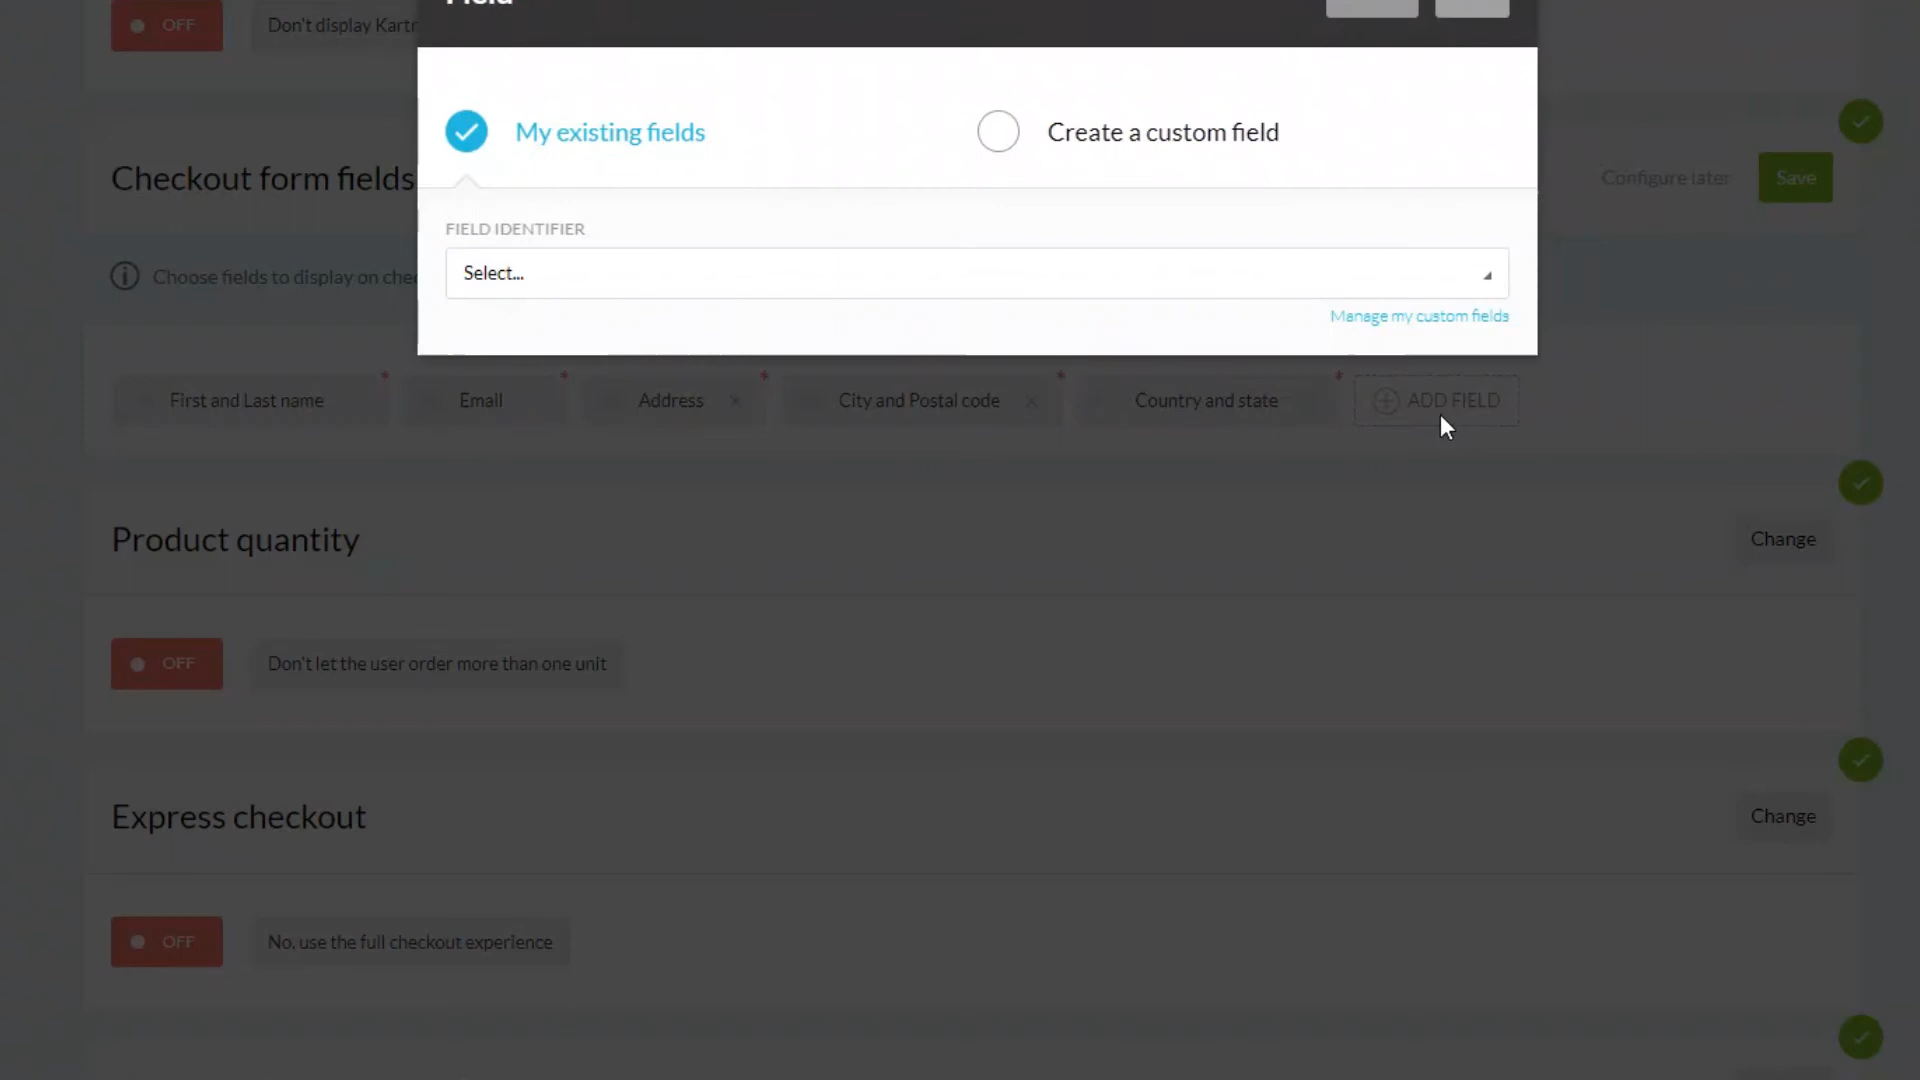 Field
OFF
Don't display Kartr
My existing fields
Create a custom field
Checkout form fields
Configure later
Save
FIELD IDENTIFIER
Select...
Choose fields to display on che
Manage my custom fields
First and Last name *
Email *
Address × *
City and Postal code × *
Country and state *
ADD FIELD
Product quantity
Change
OFF
Don't let the user order more than one unit
Express checkout
Change
OFF
No, use the full checkout experience